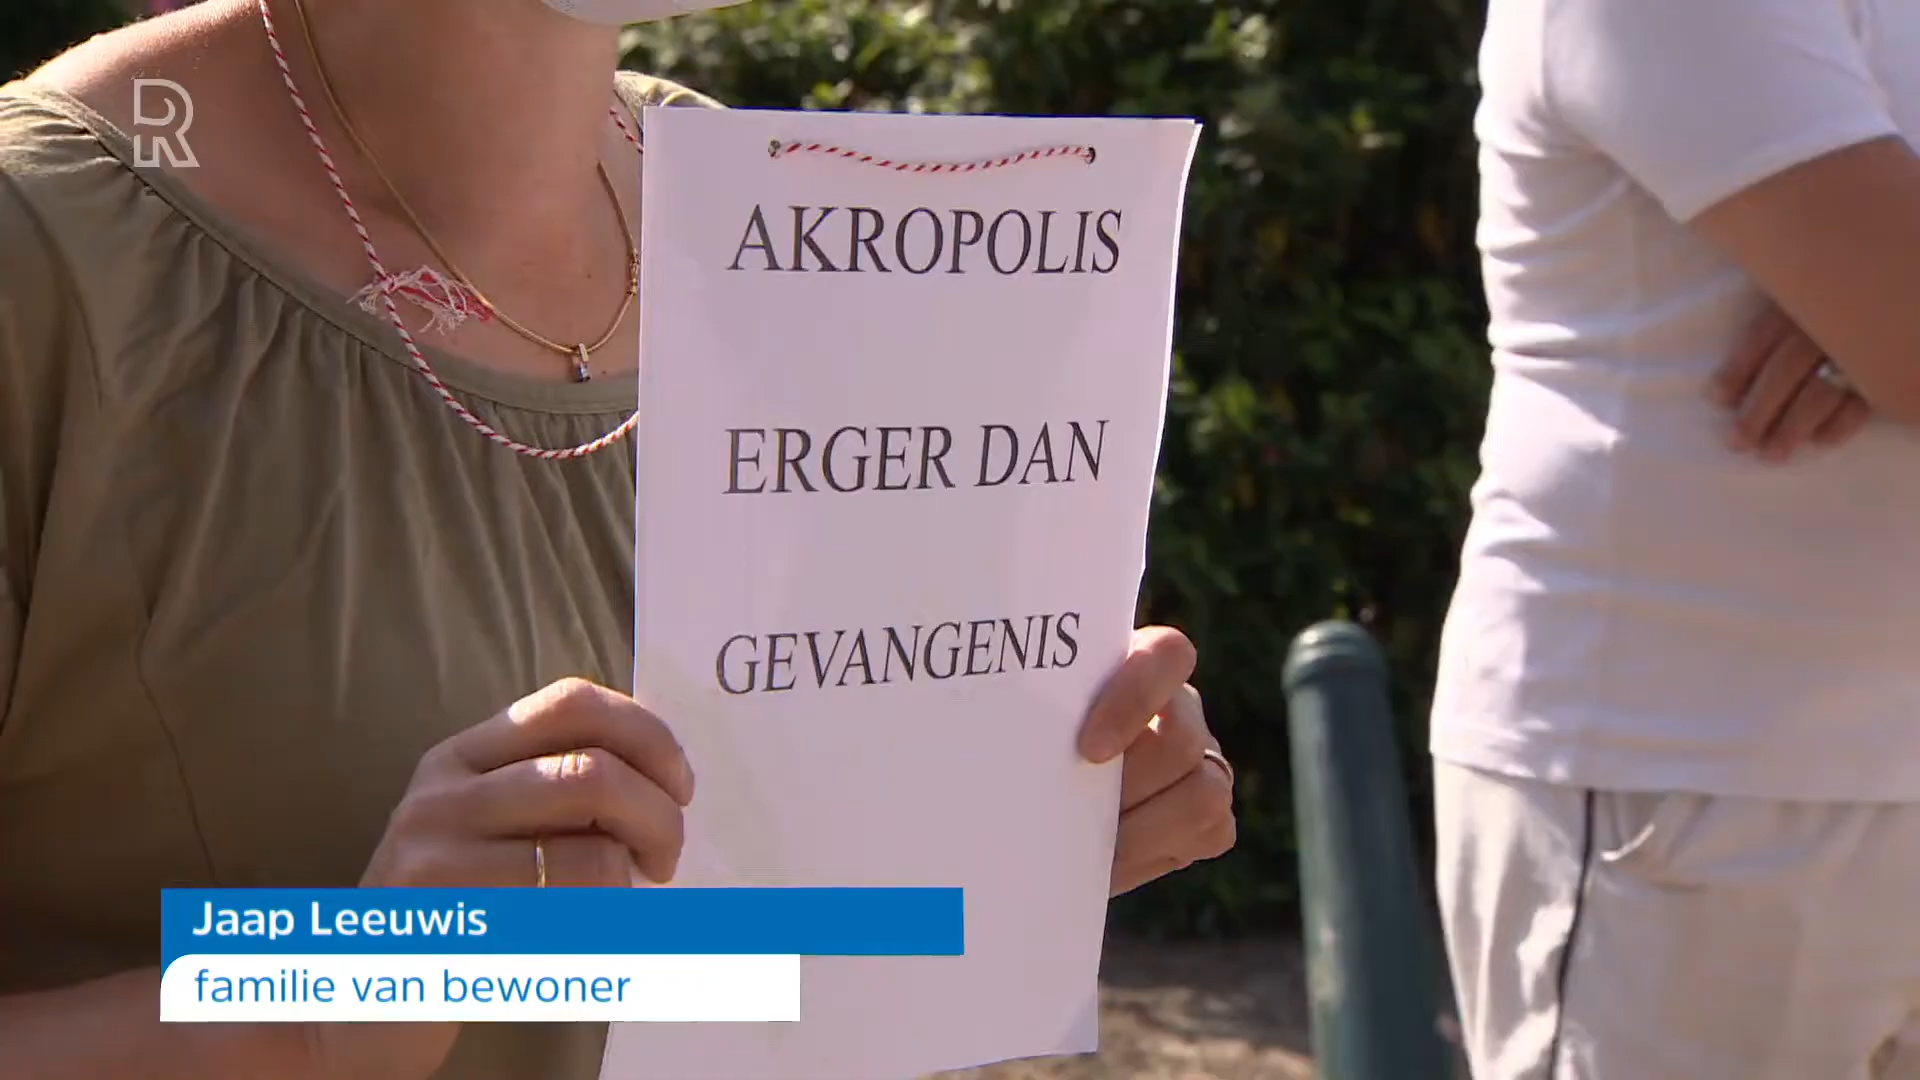 R
AKROPOLIS
ERGER DAN
GEVANGENIS
Jaap Leeuwis
familie van bewoner